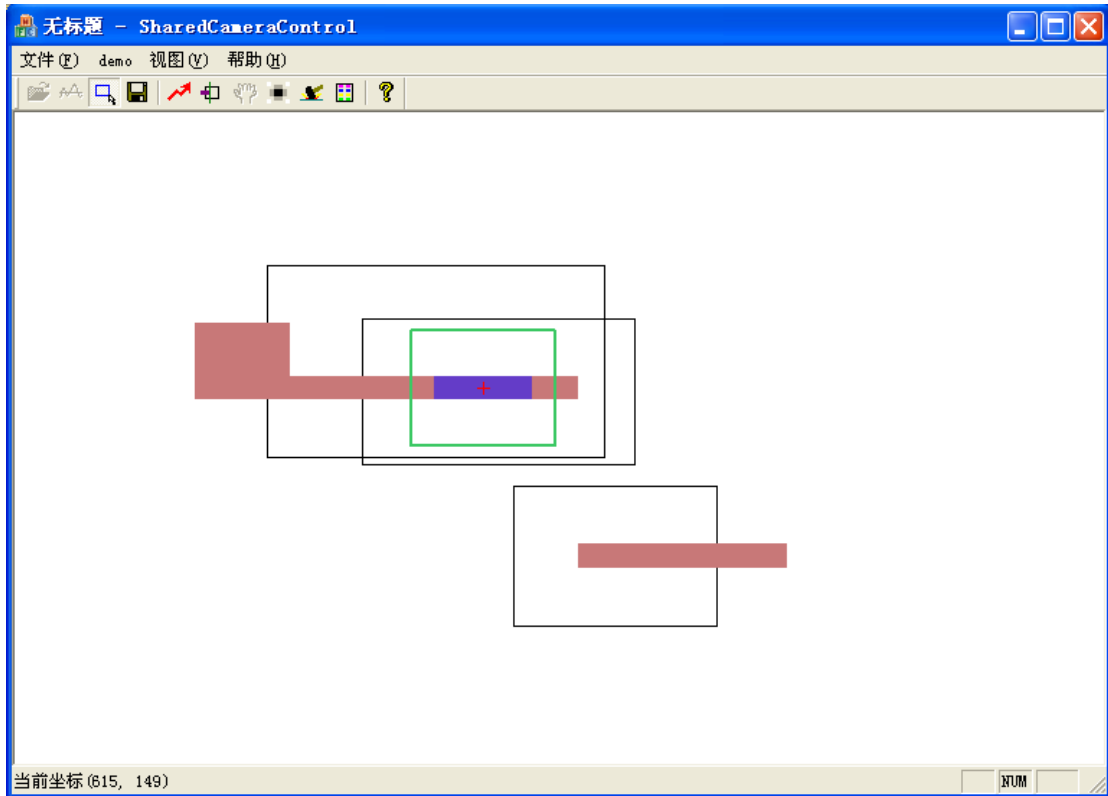 无标题 - SharedCameraControl
文件(F) demo 视图(V) 帮助(H)
当前坐标(615, 149) NUM